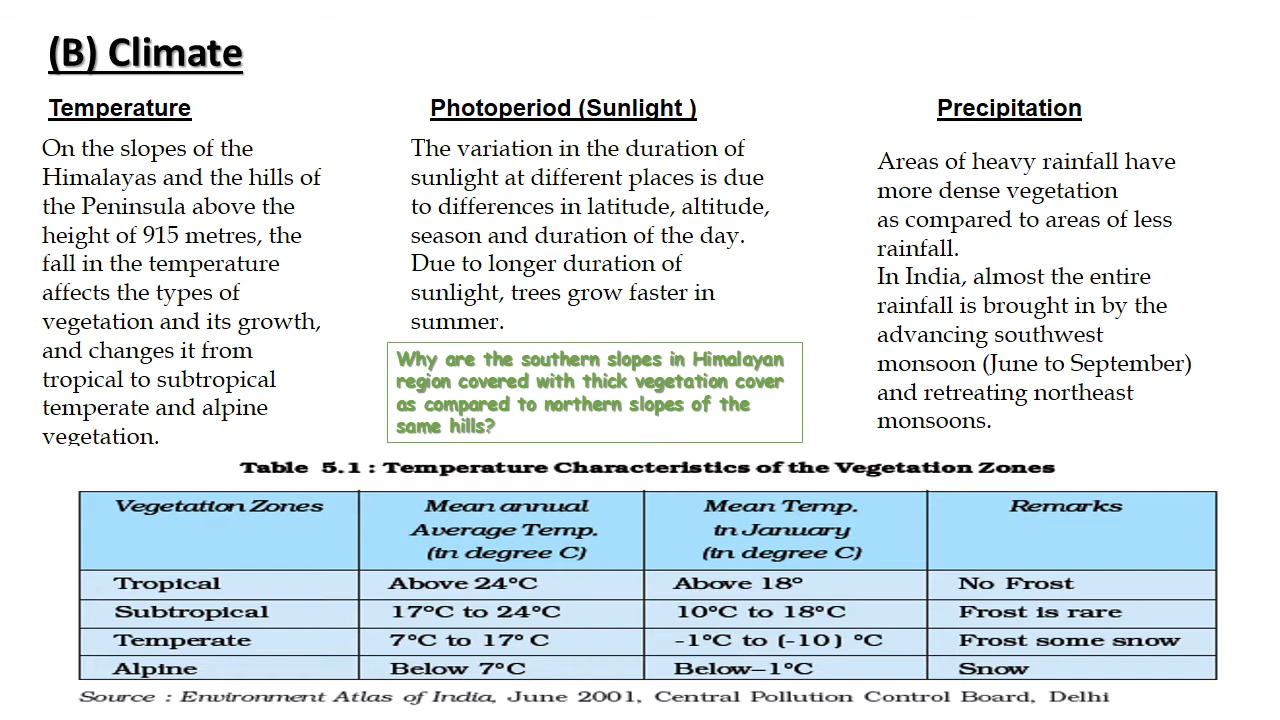 (B) Climate
Temperature
On the slopes of the
Himalayas and the hills of
the Peninsula above the
height of 915 metres, the
fall in the temperature
affects the types of
vegetation and its growth,
and changes it from
tropical to subtropical
temperate and alpine
vegetation.
Photoperiod (Sunlight )
The variation in the duration of
sunlight at different places is due
to differences in latitude, altitude,
season and duration of the day.
Due to longer duration of
sunlight, trees grow faster in
summer.
Why are the southern slopes in Himalayan
region covered with thick vegetation cover
as compared to northern slopes of the
same hills?
Precipitation
Areas of heavy rainfall have
more dense vegetation
as compared to areas of less
rainfall.
In India, almost the entire
rainfall is brought in by the
advancing southwest
monsoon (June to September)
and retreating northeast
monsoons.
Table 5.1 : Temperature Characteristics of the Vegetation Zones
Vegetation Zones
Mean annual
Average Temp.
(in degree C)
Mean Temp.
in January
(in degree C)
Remarks
Tropical Above 24°C Above 18° No Frost
Subtropical 17°C to 24°C 10°C to 18°C Frost is rare
Temperate 7°C to 17° C -1°C to (-10) °C Frost some snow
Alpine Below 7°C Below–1°C Snow
Source : Environment Atlas of India, June 2001, Central Pollution Control Board, Delhi